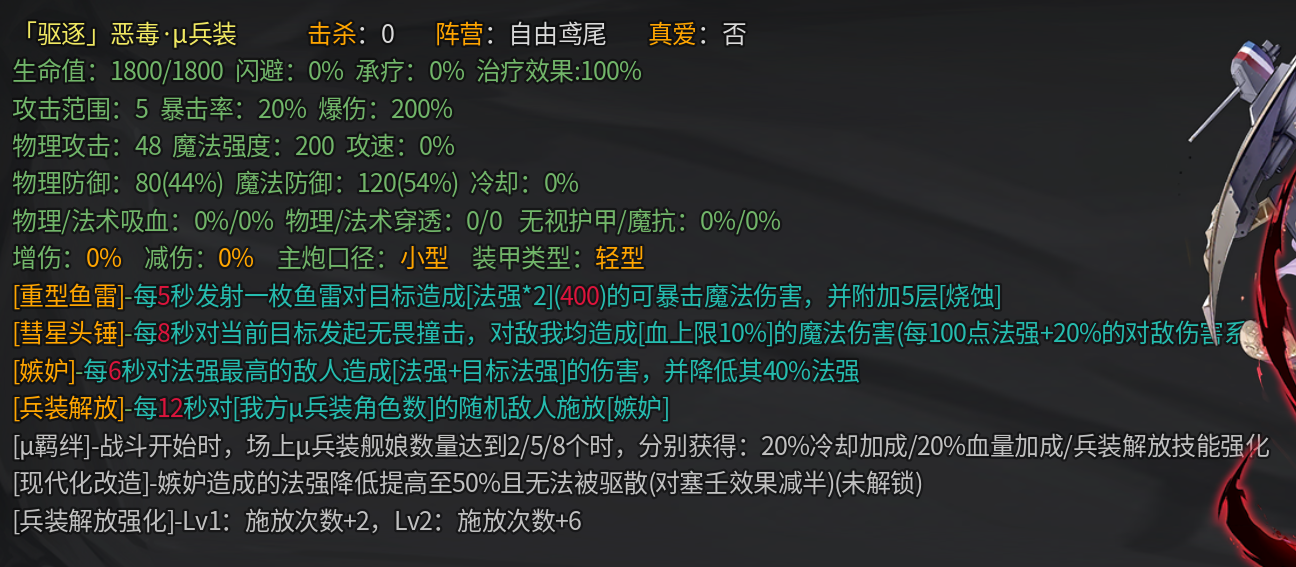 「驱逐」恶毒·μ兵装 击杀：0 阵营：自由鸢尾 真爱：否
生命值：1800/1800 闪避：0% 承疗：0% 治疗效果:100%
攻击范围：5 暴击率：20% 爆伤：200%
物理攻击：48 魔法强度：200 攻速：0%
物理防御：80(44%) 魔法防御：120(54%) 冷却：0%
物理/法术吸血：0%/0% 物理/法术穿透：0/0 无视护甲/魔抗：0%/0%
增伤：0% 减伤：0% 主炮口径：小型 装甲类型：轻型
[重型鱼雷]-每5秒发射一枚鱼雷对目标造成[法强*2](400)的可暴击魔法伤害，并附加5层[烧蚀]
[彗星头锤]-每8秒对当前目标发起无畏撞击，对敌我均造成[血上限10%]的魔法伤害(每100点法强+20%的对敌伤害系
[嫉妒]-每6秒对法强最高的敌人造成[法强+目标法强]的伤害，并降低其40%法强
[兵装解放]-每12秒对[我方μ兵装角色数]的随机敌人施放[嫉妒]
[μ羁绊]-战斗开始时，场上μ兵装舰娘数量达到2/5/8个时，分别获得：20%冷却加成/20%血量加成/兵装解放技能强化
[现代化改造]-嫉妒造成的法强降低提高至50%且无法被驱散(对塞壬效果减半)(未解锁)
[兵装解放强化]-Lv1：施放次数+2，Lv2：施放次数+6